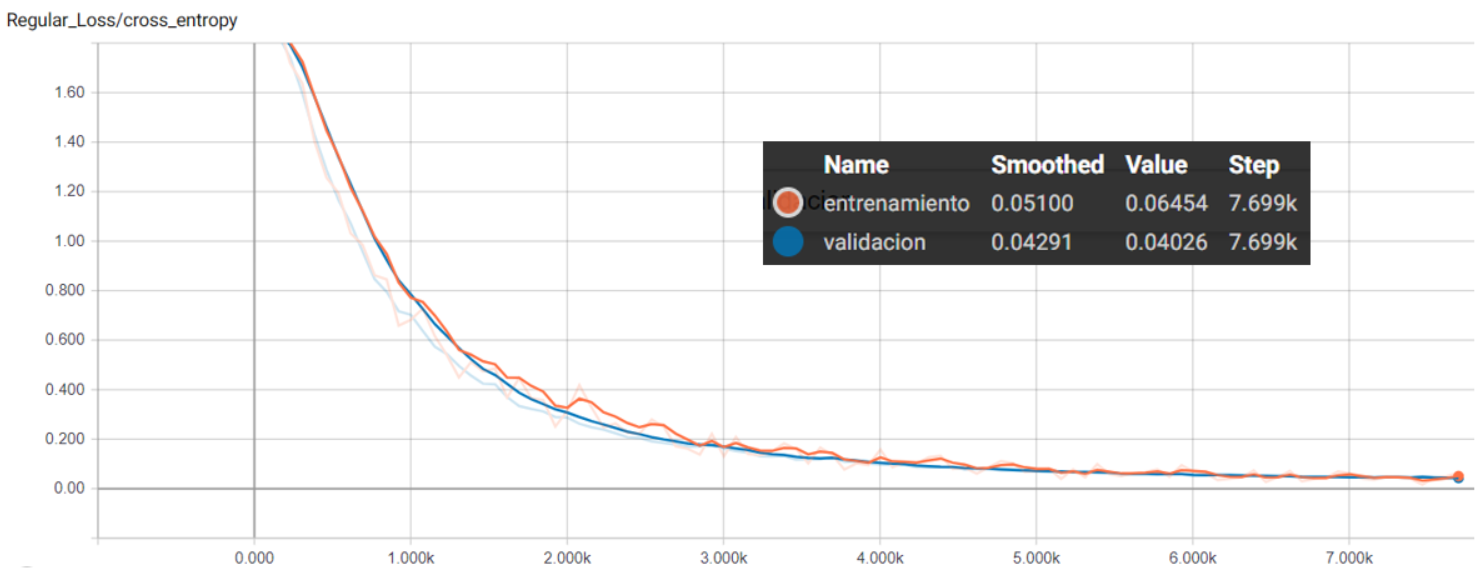 Regular_Loss/cross_entropy
1.60
1.40
1.20
1.00
0.800
0.600
0.400
0.200
0.00
Name Smoothed Value Step
entrenamiento 0.05100 0.06454 7.699k
validacion 0.04291 0.04026 7.699k
0.000 1.000k 2.000k 3.000k 4.000k 5.000k 6.000k 7.000k